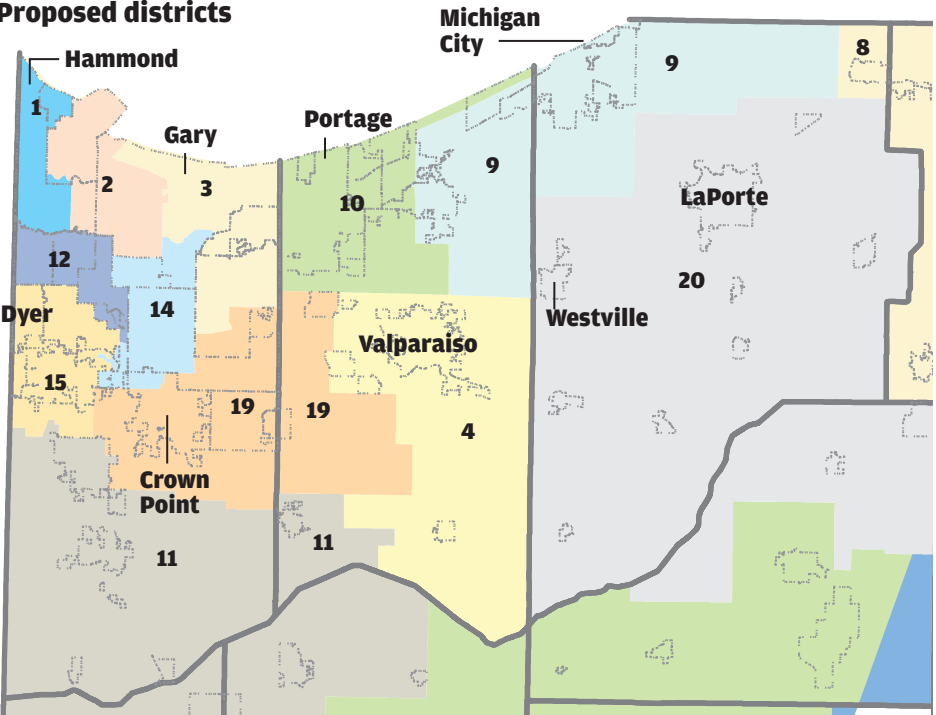 Proposed districts
Michigan
City
Hammond
8
9
1
Portage
Gary
9
2
3
LaPorte
10
12
20
14
Dyer
Westville
Valparaiso
15
19
19
4
Crown
Point
11
11